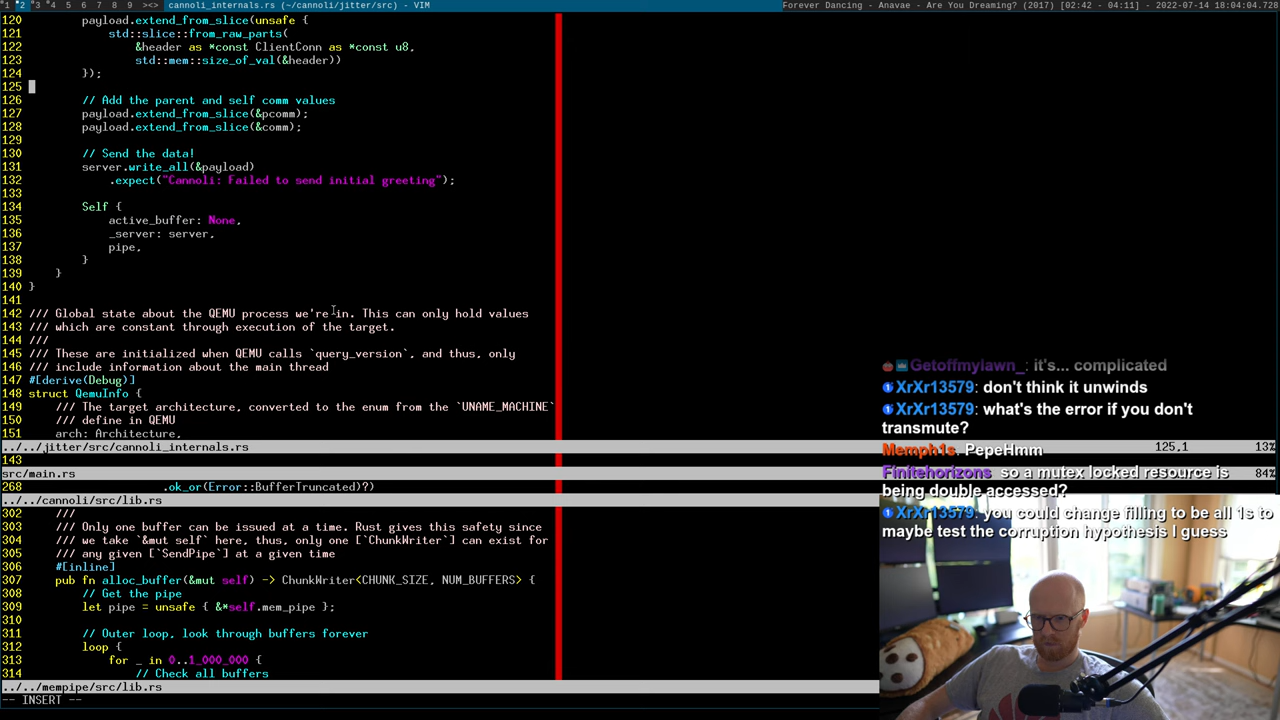 1 2 3 4 5 6 7 8 9 ><> cannolì_internals.rs (~/cannoli/jitter/src) - VIM Forever Dancing - Anavae - Are You Dreaming? (2017) [02:42 - 04:11] - 2022-07-14 18:04:04.728
120 payload.extend_from_slice(unsafe {
121 std::slice::from_raw_parts(
122 &header as *const ClientConn as *const u8,
123 std::mem::size_of_val(&header))
124 });
125
126 // Add the parent and self comm values
127 payload.extend_from_slice(&pcomm);
128 payload.extend_from_slice(&comm);
129
130 // Send the data!
131 server.write_all(&payload)
132 .expect("Cannoli: Failed to send initial greeting");
133
134 Self {
135 active_buffer: None,
136 _server: server,
137 pipe,
138 }
139 }
140 }
141
142 /// Global state about the QEMU process we're in. This can only hold values
143 /// which are constant through execution of the target.
144 ///
145 /// These are initialized when QEMU calls `query_version`, and thus, only
146 /// include information about the main thread
147 #[derive(Debug)]
148 struct QemuInfo {
149 /// The target architecture, converted to the enum from the `UNAME_MACHINE`
150 /// define in QEMU
151 arch: Architecture,
../../jitter/src/cannoli_internals.rs 125,1 13%
143
src/main.rs 84%
268 .ok_or(Error::BufferTruncated)?)
../../cannoli/src/lib.rs
302 ///
303 /// Only one buffer can be issued at a time. Rust gives this safety since
304 /// we take `&mut self` here, thus, only one [`ChunkWriter`] can exist for
305 /// any given [`SendPipe`] at a given time
306 #[inline]
307 pub fn alloc_buffer(&mut self) -> ChunkWriter<CHUNK_SIZE, NUM_BUFFERS> {
308 // Get the pipe
309 let pipe = unsafe { &*self.mem_pipe };
310
311 // Outer loop, look through buffers forever
312 loop {
313 for _ in 0..1_000_000 {
314 // Check all buffers
../../mempipe/src/lib.rs
-- INSERT --
Getoffmylawn_: it's... complicated
XrXr13579: don't think it unwinds
XrXr13579: what's the error if you don't
transmute?
Memph1s: PepeHmm
Finitehorizons: so a mutex locked resource is
being double accessed?
XrXr13579: you could change filling to be all 1s to
maybe test the corruption hypothesis I guess